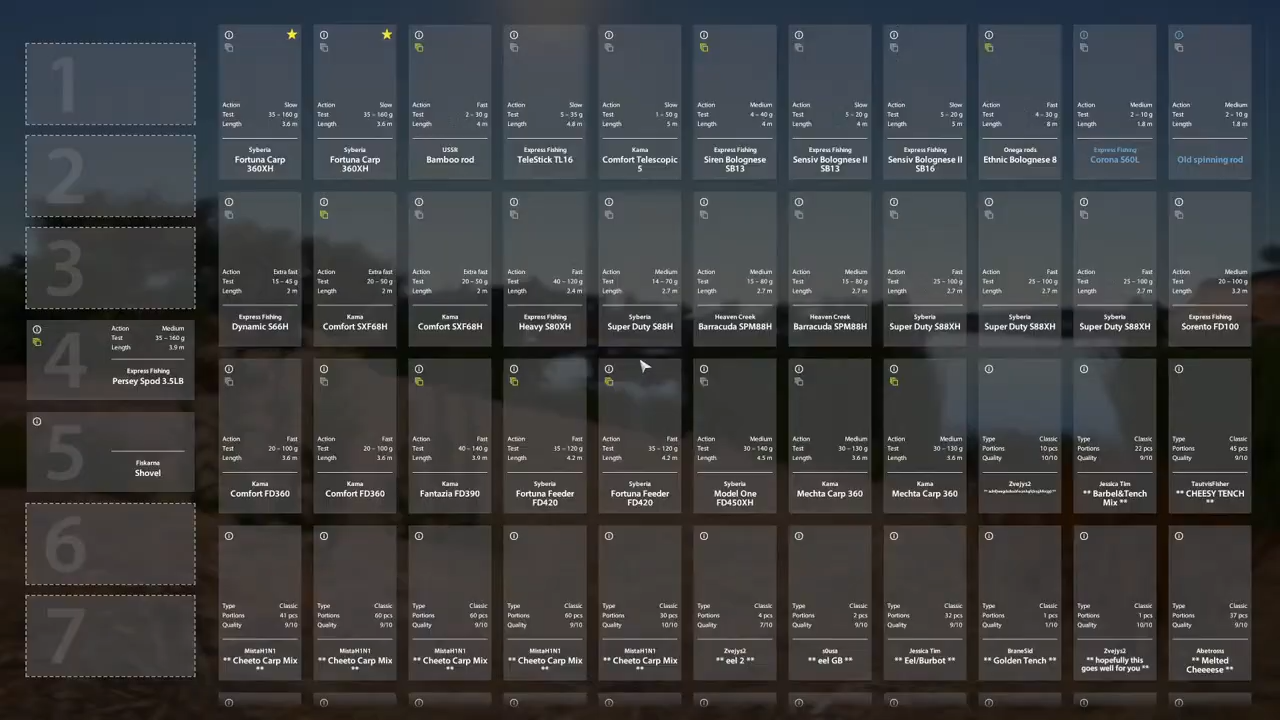 1
2
3
4
Action Medium
Test 35 – 160 g
Length 3.9 m
Express Fishing
Persey Spod 3.5LB
5
Fiskarna
Shovel
6
7
Action Slow
Test 35 – 160 g
Length 3.6 m
Syberia
Fortuna Carp
360XH
Action Slow
Test 35 – 160 g
Length 3.6 m
Syberia
Fortuna Carp
360XH
Action Fast
Test 2 – 30 g
Length 4 m
USSR
Bamboo rod
Action Slow
Test 5 – 35 g
Length 4.8 m
Express Fishing
TeleStick TL16
Action Slow
Test 1 – 50 g
Length 5 m
Kama
Comfort Telescopic
5
Action Medium
Test 4 – 40 g
Length 4 m
Express Fishing
Siren Bolognese
SB13
Action Slow
Test 5 – 20 g
Length 4 m
Express Fishing
Sensiv Bolognese II
SB13
Action Slow
Test 5 – 20 g
Length 5 m
Express Fishing
Sensiv Bolognese II
SB16
Action Fast
Test 4 – 30 g
Length 8 m
Onega rods
Ethnic Bolognese 8
Action Medium
Test 2 – 10 g
Length 1.8 m
Express Fishing
Corona S60L
Action Medium
Test 2 – 10 g
Length 1.8 m
Old spinning rod
Action Extra fast
Test 15 – 45 g
Length 2 m
Express Fishing
Dynamic S66H
Action Extra fast
Test 20 – 50 g
Length 2 m
Kama
Comfort SXF68H
Action Extra fast
Test 20 – 50 g
Length 2 m
Kama
Comfort SXF68H
Action Fast
Test 40 – 120 g
Length 2.4 m
Express Fishing
Heavy S80XH
Action Medium
Test 14 – 70 g
Length 2.7 m
Syberia
Super Duty S88H
Action Medium
Test 15 – 80 g
Length 2.7 m
Heaven Creek
Barracuda SPM88H
Action Medium
Test 15 – 80 g
Length 2.7 m
Heaven Creek
Barracuda SPM88H
Action Fast
Test 25 – 100 g
Length 2.7 m
Syberia
Super Duty S88XH
Action Fast
Test 25 – 100 g
Length 2.7 m
Syberia
Super Duty S88XH
Action Fast
Test 25 – 100 g
Length 2.7 m
Syberia
Super Duty S88XH
Action Medium
Test 20 – 100 g
Length 3.2 m
Express Fishing
Sorento FD100
Action Fast
Test 20 – 100 g
Length 3.6 m
Kama
Comfort FD360
Action Fast
Test 20 – 100 g
Length 3.6 m
Kama
Comfort FD360
Action Fast
Test 40 – 140 g
Length 3.9 m
Kama
Fantazia FD390
Action Fast
Test 35 – 120 g
Length 4.2 m
Syberia
Fortuna Feeder
FD420
Action Fast
Test 35 – 120 g
Length 4.2 m
Syberia
Fortuna Feeder
FD420
Action Medium
Test 30 – 140 g
Length 4.5 m
Syberia
Model One
FD450XH
Action Medium
Test 30 – 130 g
Length 3.6 m
Kama
Mechta Carp 360
Action Medium
Test 30 – 130 g
Length 3.6 m
Kama
Mechta Carp 360
Type Classic
Portions 10 pcs
Quality 10/10
Zvejys2
Type Classic
Portions 22 pcs
Quality 9/10
Jessica Tim
** Barbel&Tench
Mix **
Type Classic
Portions 45 pcs
Quality 9/10
TautvisFisher
** CHEESY TENCH
**
Type Classic
Portions 41 pcs
Quality 9/10
MistaH1N1
** Cheeto Carp Mix
**
Type Classic
Portions 60 pcs
Quality 9/10
MistaH1N1
** Cheeto Carp Mix
**
Type Classic
Portions 60 pcs
Quality 9/10
MistaH1N1
** Cheeto Carp Mix
**
Type Classic
Portions 60 pcs
Quality 9/10
MistaH1N1
** Cheeto Carp Mix
**
Type Classic
Portions 30 pcs
Quality 10/10
MistaH1N1
** Cheeto Carp Mix
**
Type Classic
Portions 4 pcs
Quality 7/10
Zvejys2
** eel 2 **
Type Classic
Portions 2 pcs
Quality 9/10
s0usa
** eel GB **
Type Classic
Portions 32 pcs
Quality 9/10
Jessica Tim
** Eel/Burbot **
Type Classic
Portions 1 pcs
Quality 1/10
BraneSid
** Golden Tench **
Type Classic
Portions 1 pcs
Quality 10/10
Zvejys2
** hopefully this
goes well for you **
Type Classic
Portions 37 pcs
Quality 9/10
Abetrosss
** Melted
Cheeeese **